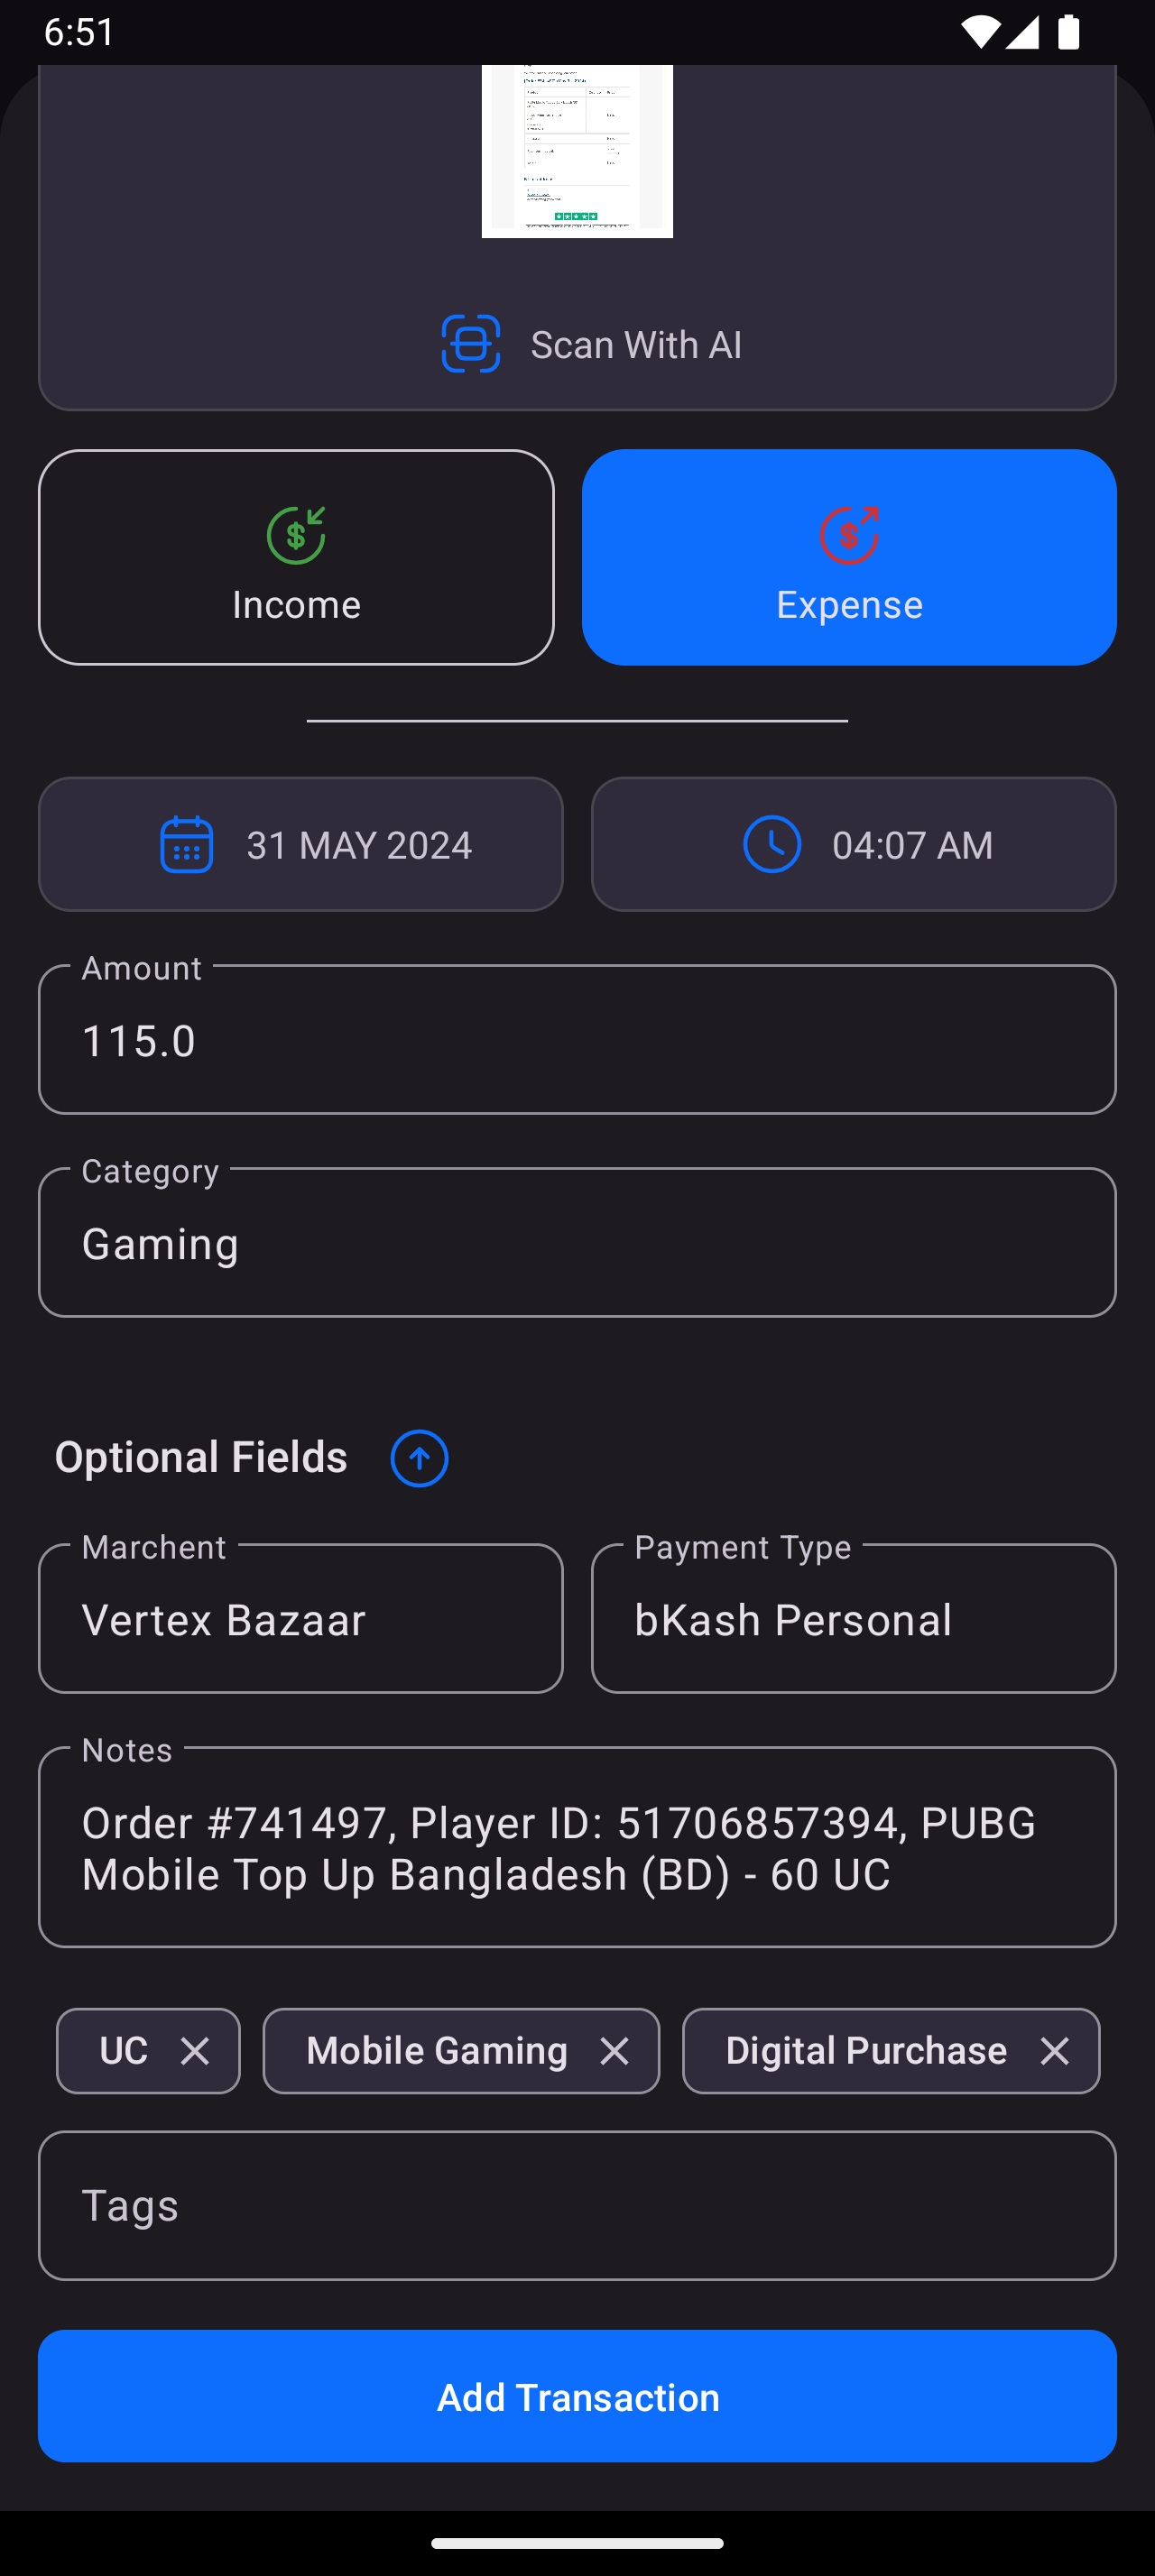 6:51
Scan With AI
Income
Expense
31 MAY 2024
04:07 AM
Amount
115.0
Category
Gaming
Optional Fields
Marchent
Payment Type
Vertex Bazaar
bKash Personal
Notes
Order #741497, Player ID: 51706857394, PUBG
Mobile Top Up Bangladesh (BD) - 60 UC
UC
Mobile Gaming
Digital Purchase
Tags
Add Transaction